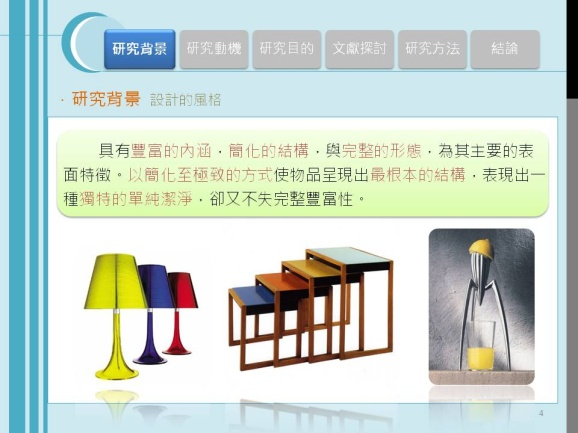 研究背景 研究動機 研究目的 文獻探討 研究方法 結論
· 研究背景 設計的風格
具有豐富的內涵，簡化的結構，與完整的形態，為其主要的表
面特徵。以簡化至極致的方式使物品呈現出最根本的結構，表現出一
種獨特的單純潔淨，卻又不失完整豐富性。
4